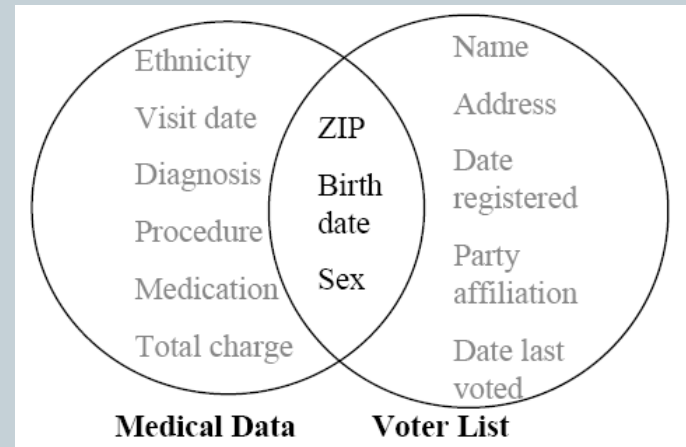 Ethnicity
Visit date
Diagnosis
Procedure
Medication
Total charge
ZIP
Birth
date
Sex
Name
Address
Date
registered
Party
affiliation
Date last
voted
Medical Data
Voter List